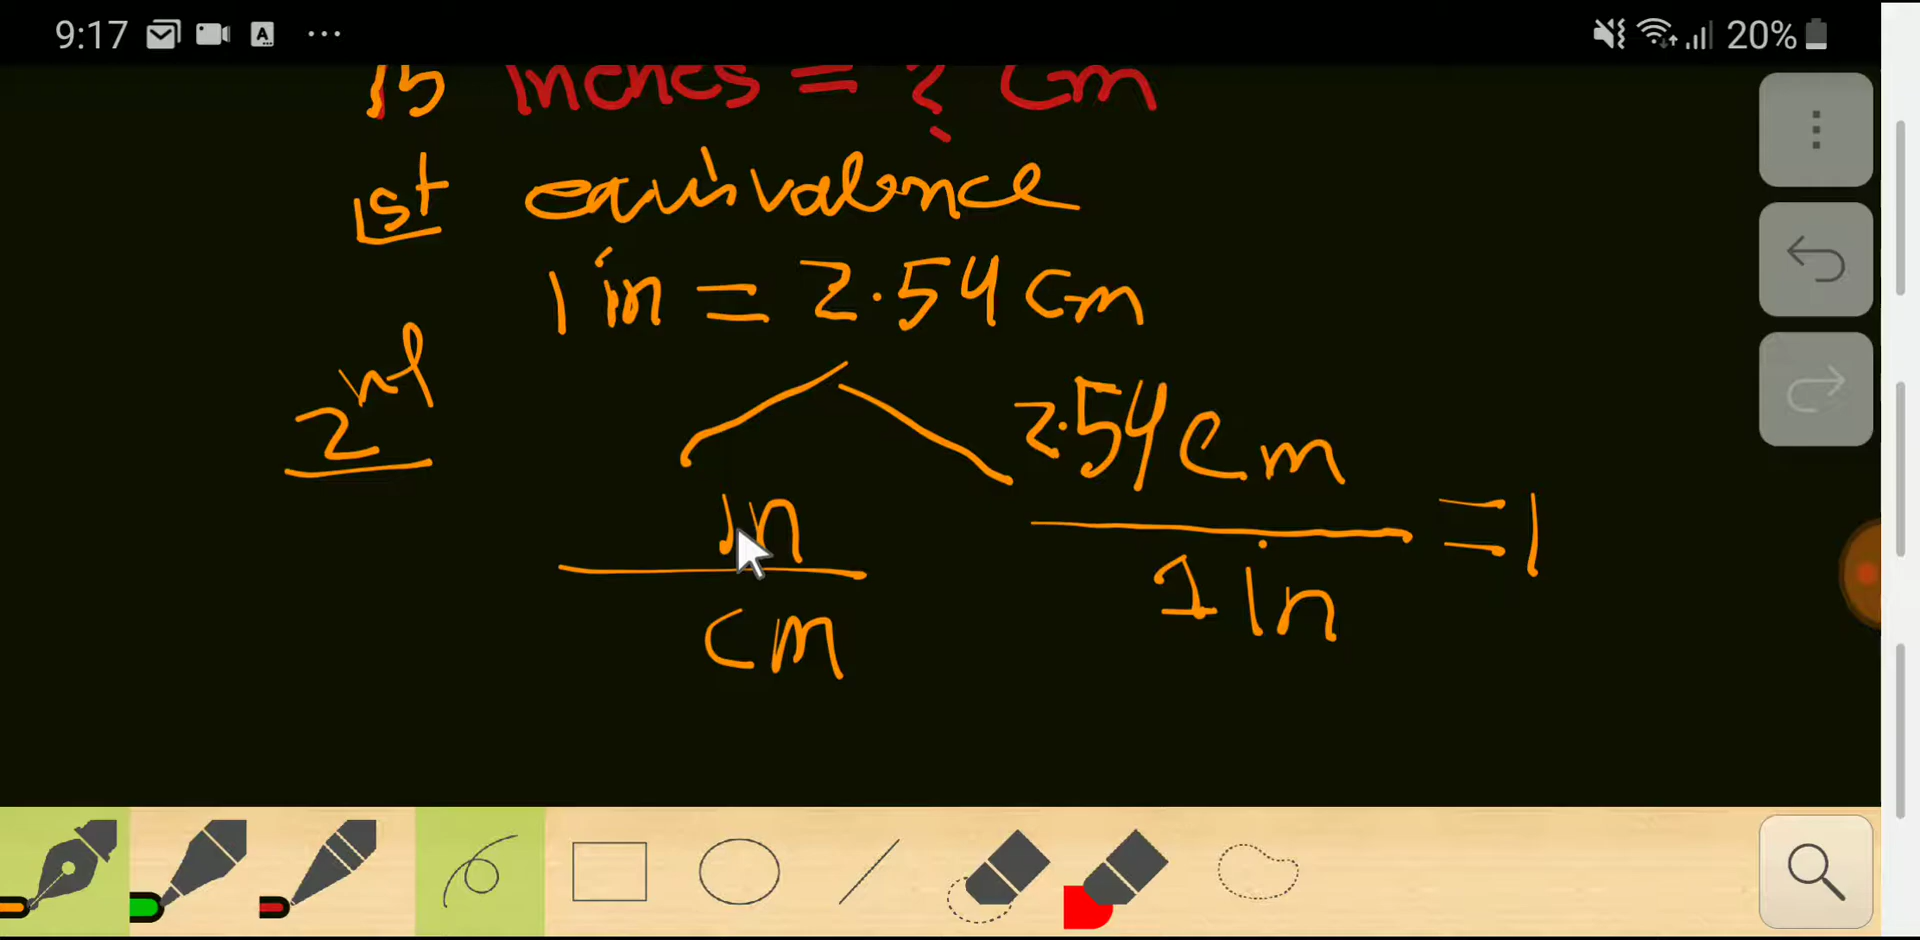 9:17 A ... 20%
15 inches = ? cm
1st equivalence
1 in = 2.54 cm
2nd
in
cm
2.54 cm
1 in
=1